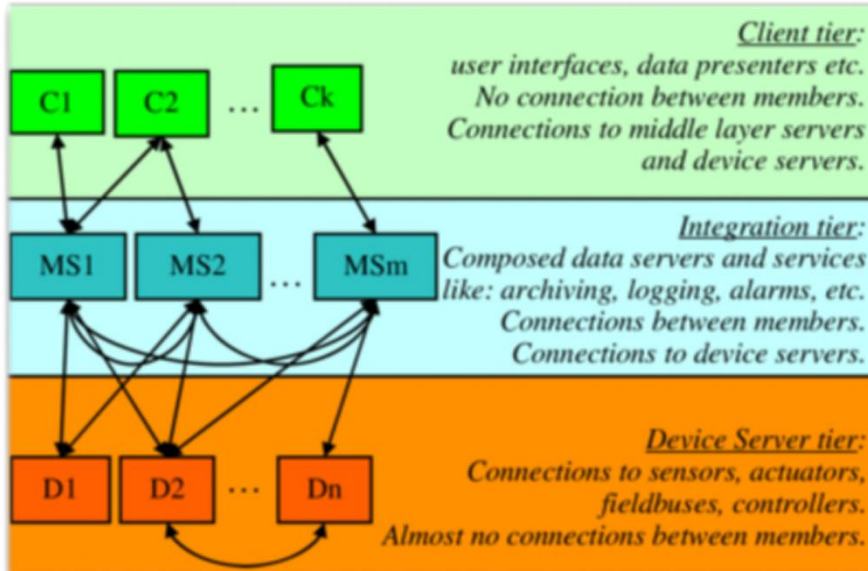 Client tier:
user interfaces, data presenters etc.
No connection between members.
Connections to middle layer servers
and device servers.
C1 C2 ... Ck
Integration tier:
Composed data servers and services
like: archiving, logging, alarms, etc.
Connections between members.
Connections to device servers.
MS1 MS2 ... MSm
Device Server tier:
Connections to sensors, actuators,
fieldbuses, controllers.
Almost no connections between members.
D1 D2 ... Dn